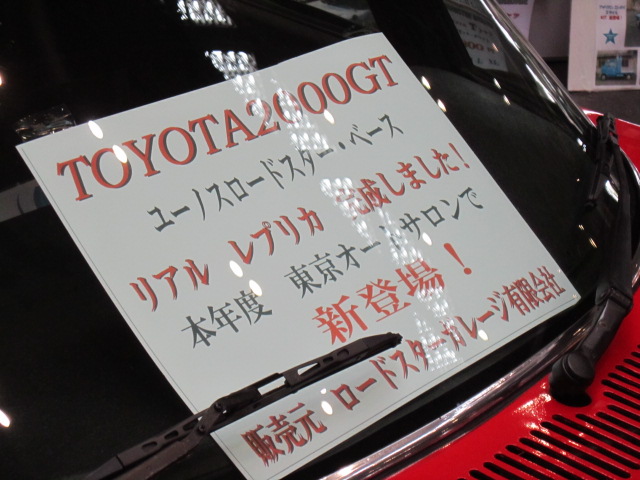 TOYOTA2000GT
ユーノスロードスター・ベース
リアル レプリカ 完成しました!
本年度 東京オートサロンで
新登場!
販売元・ロードスターガレージ有限会社